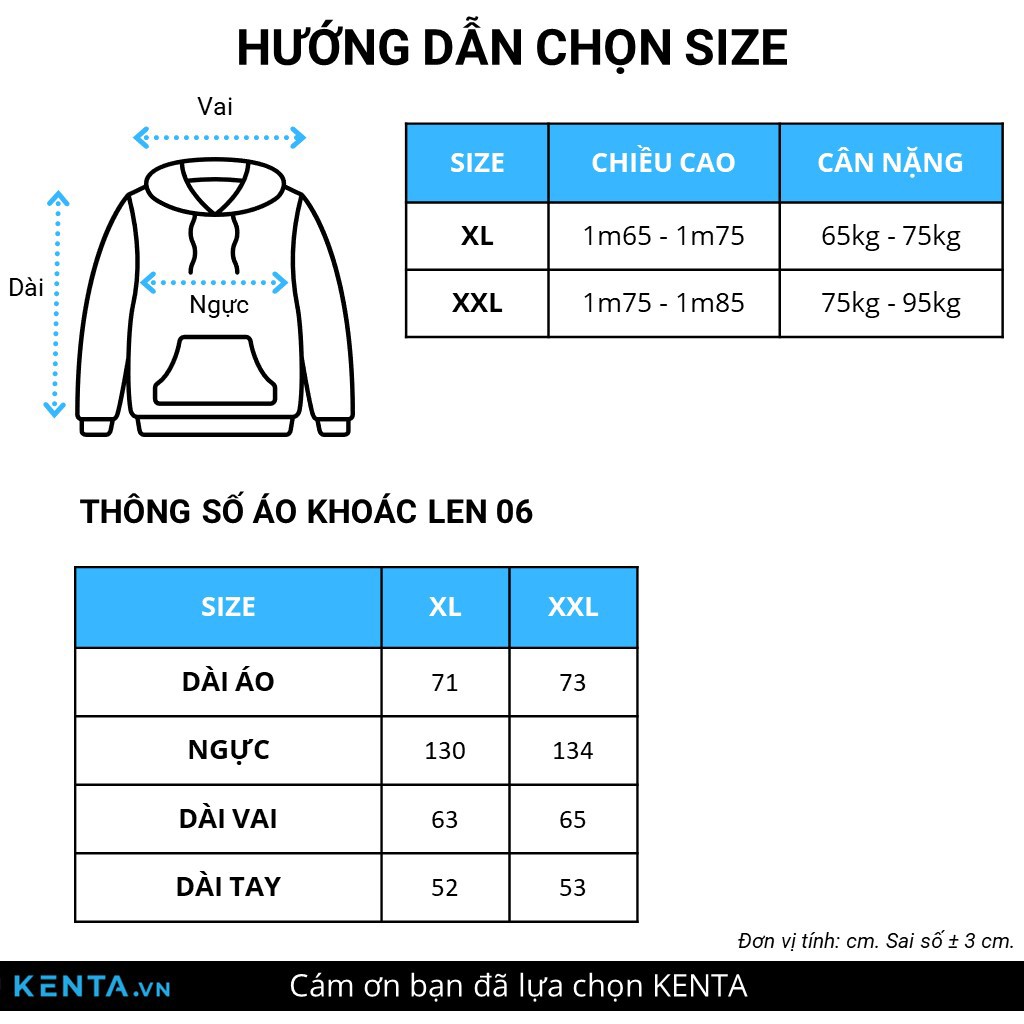 HƯỚNG DẪN CHỌN SIZE
Vai
Dài
Ngực
SIZE CHIỀU CAO CÂN NẶNG
XL 1m65 - 1m75 65kg - 75kg
XXL 1m75 - 1m85 75kg - 95kg
THÔNG SỐ ÁO KHOÁC LEN 06
SIZE XL XXL
DÀI ÁO 71 73
NGỰC 130 134
DÀI VAI 63 65
DÀI TAY 52 53
Đơn vị tính: cm. Sai số ± 3 cm.
KENTA.VN Cám ơn bạn đã lựa chọn KENTA